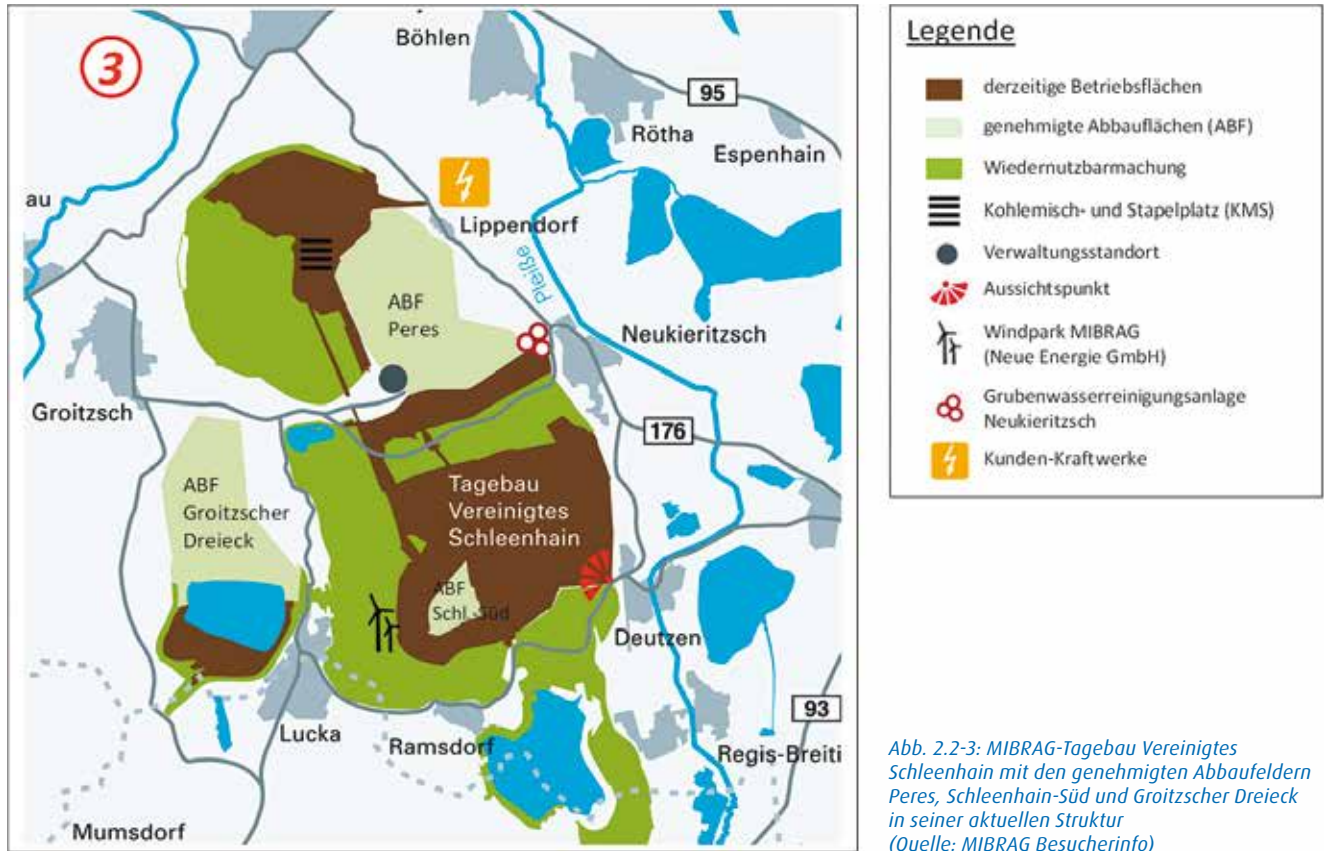 3
Böhlen
95
Rötha
Espenhain
au
Lippendorf
Pleiße
ABF
Peres
Neukieritzsch
Groitzsch
176
ABF
Groitzscher
Dreieck
Tagebau
Vereinigtes
Schleenhain
ABF
Schl.-Süd
Deutzen
93
Lucka
Ramsdorf
Regis-Breiti
Mumsdorf
Legende
derzeitige Betriebsflächen
genehmigte Abbauflächen (ABF)
Wiedernutzbarmachung
Kohlemisch- und Stapelplatz (KMS)
Verwaltungsstandort
Aussichtspunkt
Windpark MIBRAG
(Neue Energie GmbH)
Grubenwasserreinigungsanlage
Neukieritzsch
Kunden-Kraftwerke
Abb. 2.2-3: MIBRAG-Tagebau Vereinigtes
Schleenhain mit den genehmigten Abbaufeldern
Peres, Schleenhain-Süd und Groitzscher Dreieck
in seiner aktuellen Struktur
(Quelle: MIBRAG Besucherinfo)